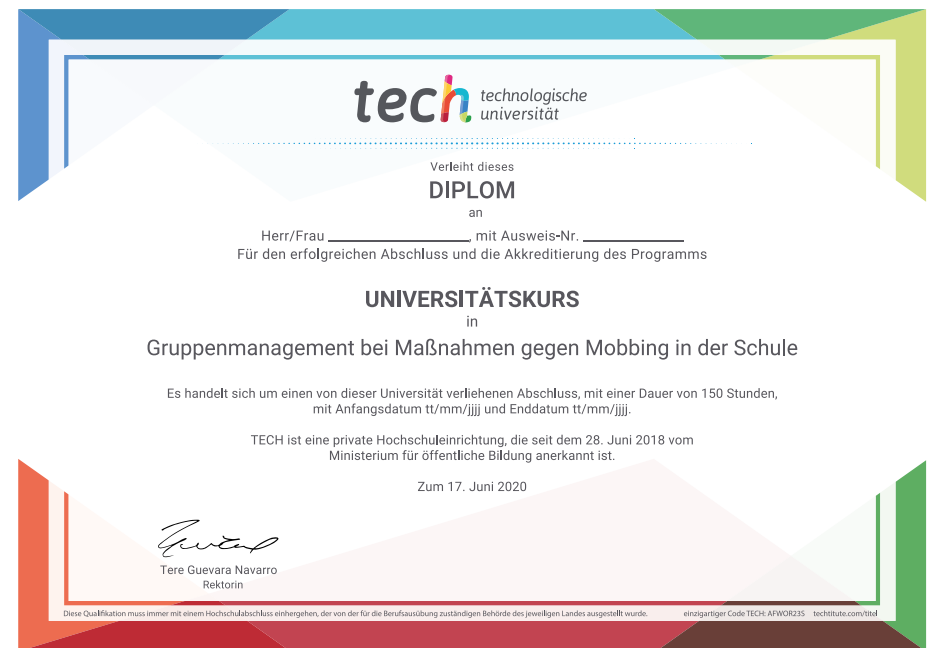 tech technologische
universität
Verleiht dieses
DIPLOM
an
Herr/Frau ____________, mit Ausweis-Nr. ____________
Für den erfolgreichen Abschluss und die Akkreditierung des Programms
UNIVERSITÄTSKURS
in
Gruppenmanagement bei Maßnahmen gegen Mobbing in der Schule
Es handelt sich um einen von dieser Universität verliehenen Abschluss, mit einer Dauer von 150 Stunden,
mit Anfangsdatum tt/mm/jjjj und Enddatum tt/mm/jjjj.
TECH ist eine private Hochschuleinrichtung, die seit dem 28. Juni 2018 vom
Ministerium für öffentliche Bildung anerkannt ist.
Zum 17. Juni 2020
Tere Guevara Navarro
Rektorin
Diese Qualifikation muss immer mit einem Hochschulabschluss einhergehen, der von der für die Berufsausübung zuständigen Behörde des jeweiligen Landes ausgestellt wurde. einzigartiger Code TECH: AFWOR23S techtitute.com/titel